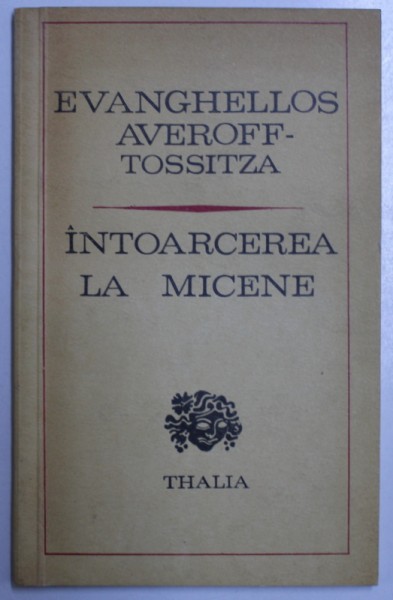 EVANGHELLOS
AVEROFF-
TOSSITZA
ÎNTOARCEREA
LA MICENE
THALIA